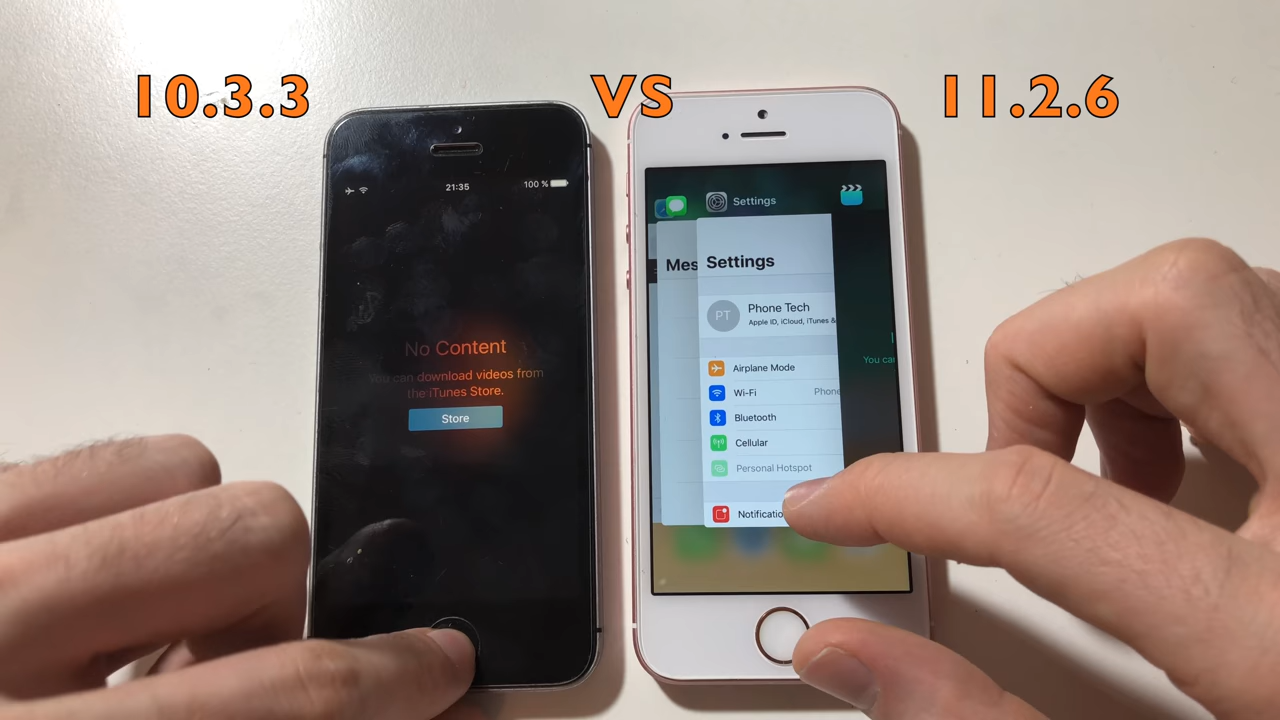 10.3.3
VS
11.2.6
21:35
100 %
No Content
You can download videos from
the iTunes Store.
Store
Settings
Mes
Settings
PT
Phone Tech
Apple ID, iCloud, iTunes &
Airplane Mode
Wi-Fi
Phone
Bluetooth
Cellular
Personal Hotspot
Notificatio
You ca